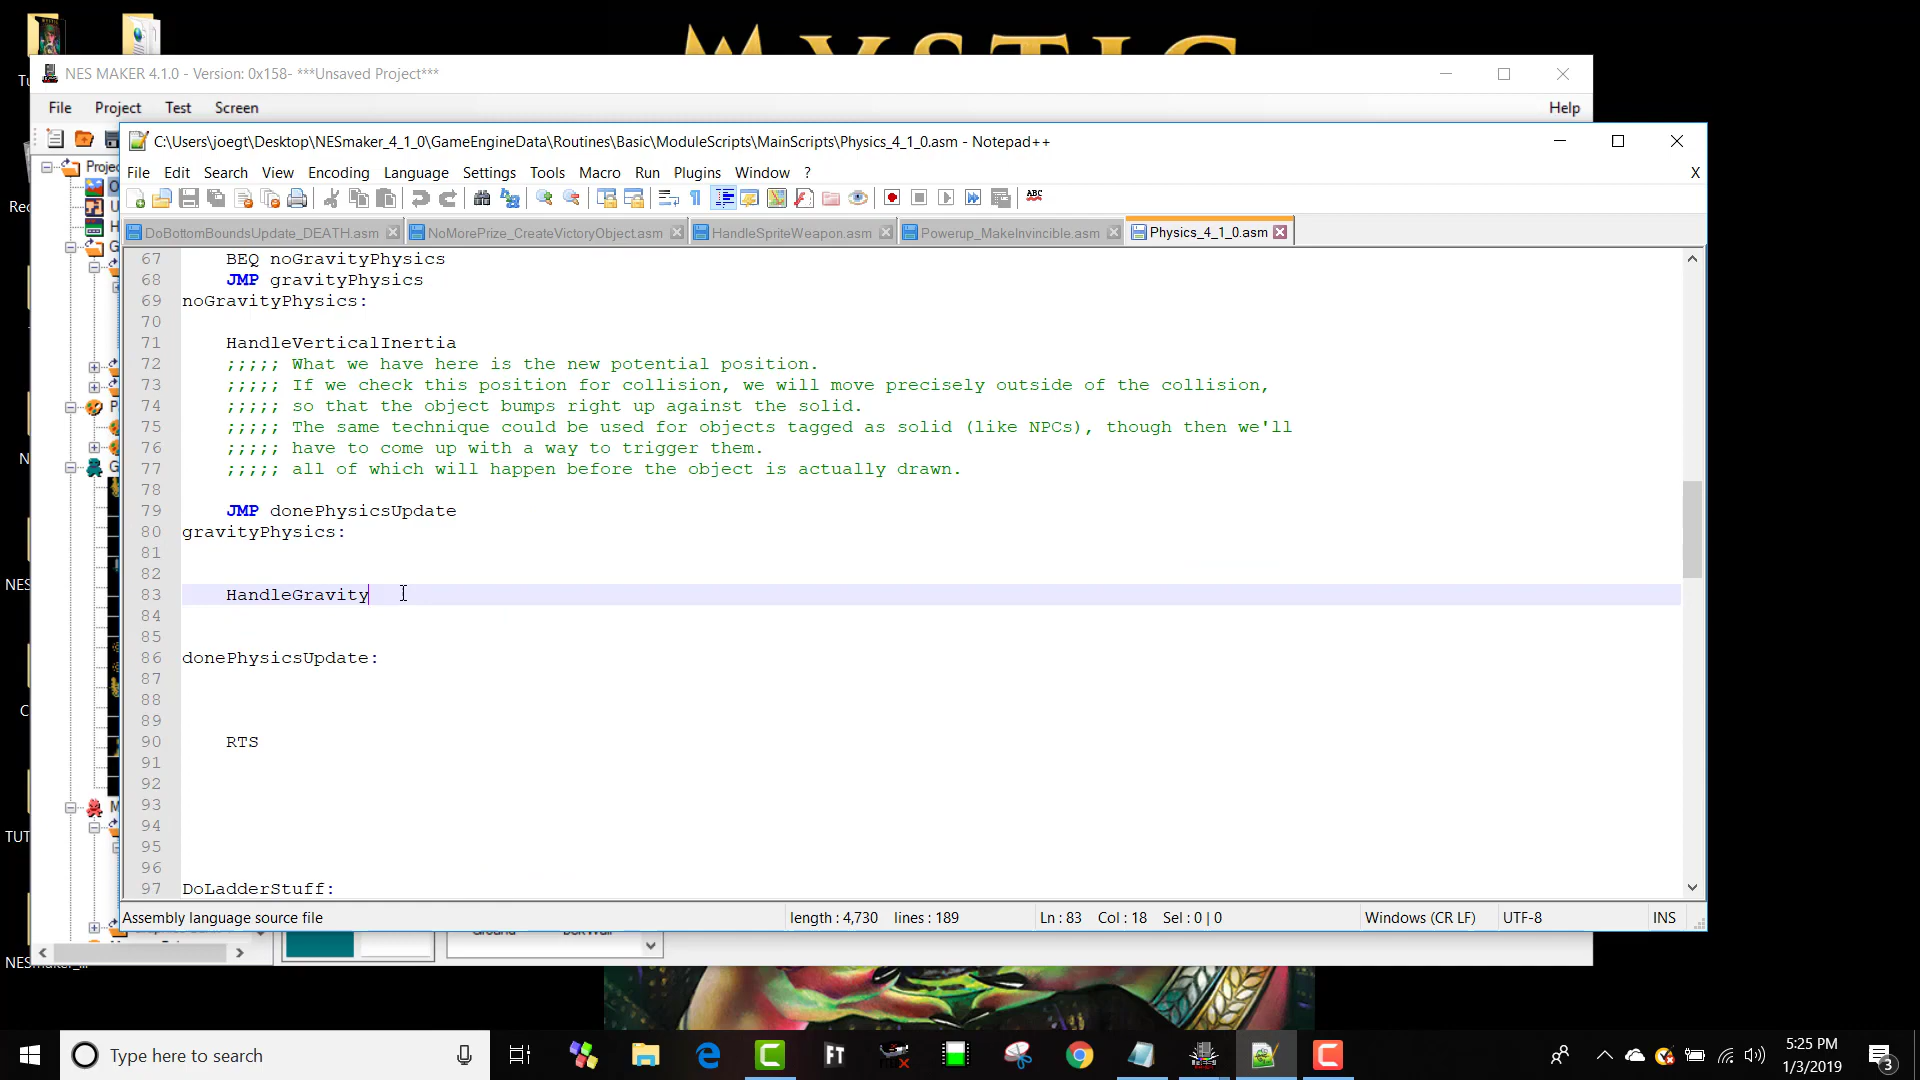 MYSTIC
NES MAKER 4.1.0 - Version: 0x158- ***Unsaved Project***
File Project Test Screen Help
C:\Users\joegt\Desktop\NESmaker_4_1_0\GameEngineData\Routines\Basic\ModuleScripts\MainScripts\Physics_4_1_0.asm - Notepad++
File Edit Search View Encoding Language Settings Tools Macro Run Plugins Window ? X
DoBottomBoundsUpdate_DEATH.asm NoMorePrize_CreateVictoryObject.asm HandleSpriteWeapon.asm Powerup_MakeInvincible.asm Physics_4_1_0.asm
67 BEQ noGravityPhysics
68 JMP gravityPhysics
69 noGravityPhysics:
70
71 HandleVerticalInertia
72 ;;;;; What we have here is the new potential position.
73 ;;;;; If we check this position for collision, we will move precisely outside of the collision,
74 ;;;;; so that the object bumps right up against the solid.
75 ;;;;; The same technique could be used for objects tagged as solid (like NPCs), though then we'll
76 ;;;;; have to come up with a way to trigger them.
77 ;;;;; all of which will happen before the object is actually drawn.
78
79 JMP donePhysicsUpdate
80 gravityPhysics:
81
82
83 HandleGravity
84
85
86 donePhysicsUpdate:
87
88
89
90 RTS
91
92
93
94
95
96
97 DoLadderStuff:
Assembly language source file length : 4,730 lines : 189 Ln : 83 Col : 18 Sel : 0 | 0 Windows (CR LF) UTF-8 INS
Type here to search
FT
5:25 PM
1/3/2019
3